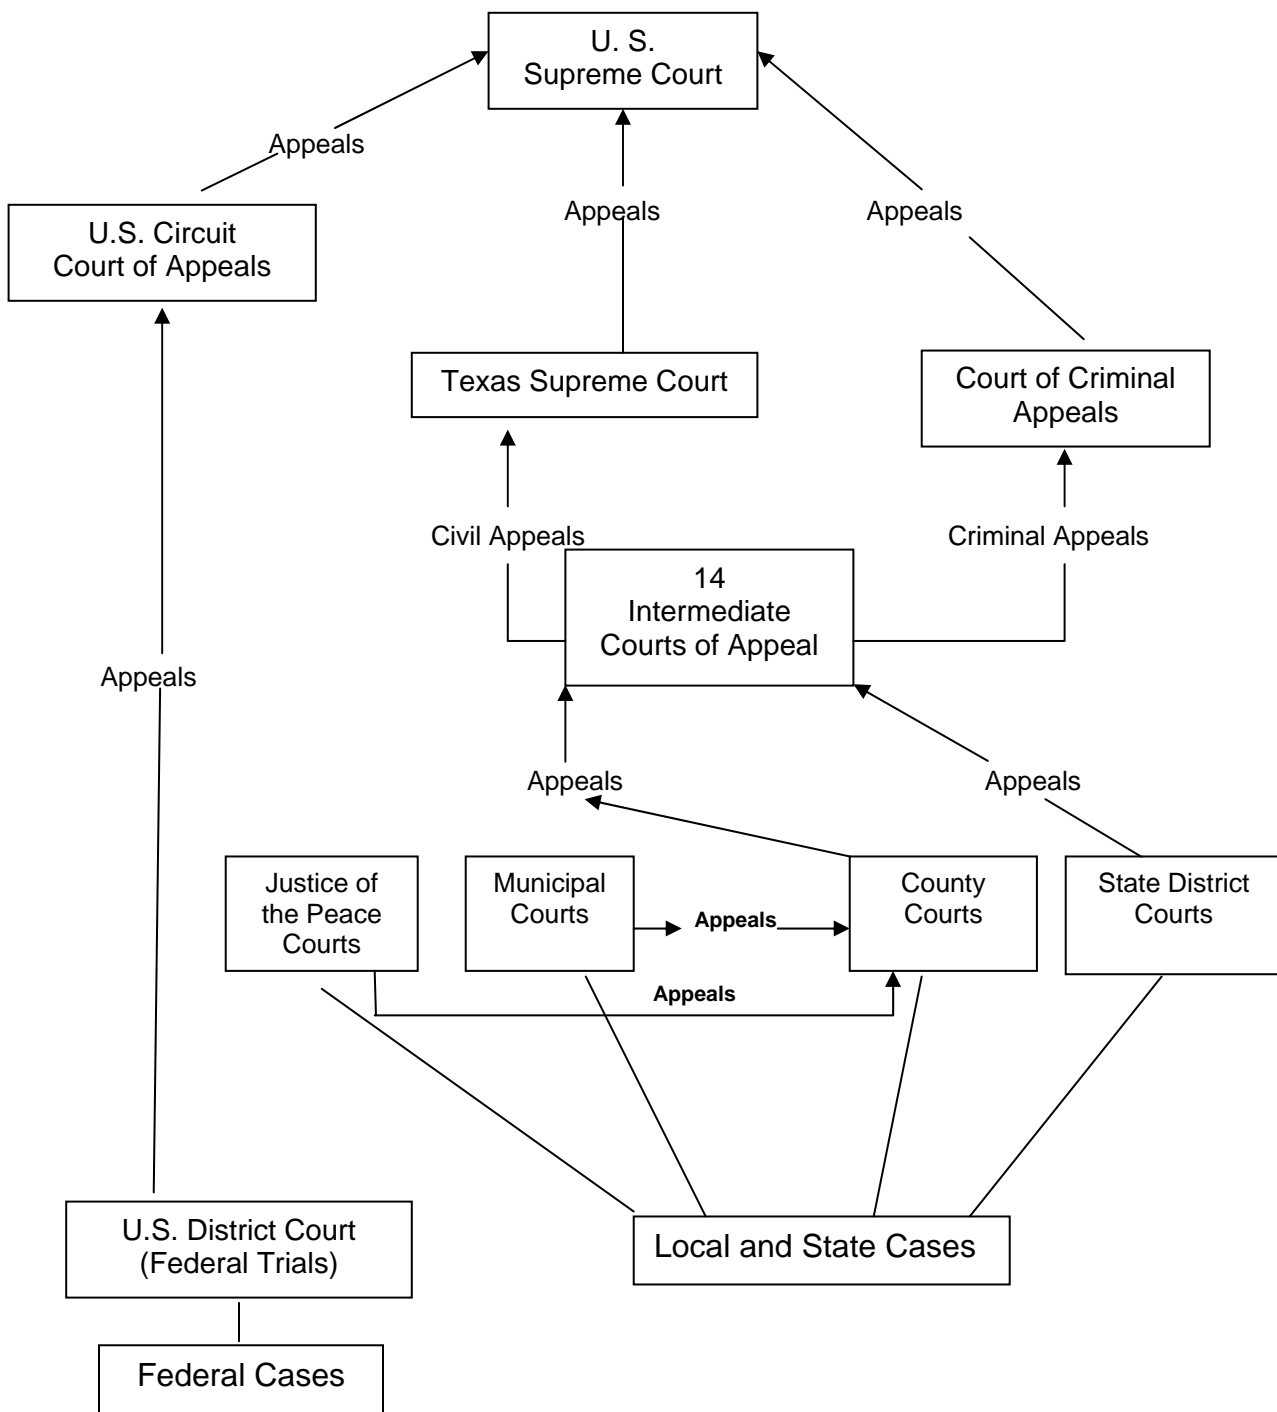 U. S.
Supreme Court
Appeals
Appeals
Appeals
U.S. Circuit
Court of Appeals
Texas Supreme Court
Court of Criminal
Appeals
Civil Appeals
Criminal Appeals
14
Intermediate
Courts of Appeal
Appeals
Appeals
Appeals
Justice of
the Peace
Courts
Municipal
Courts
Appeals
County
Courts
State District
Courts
Appeals
U.S. District Court
(Federal Trials)
Local and State Cases
Federal Cases